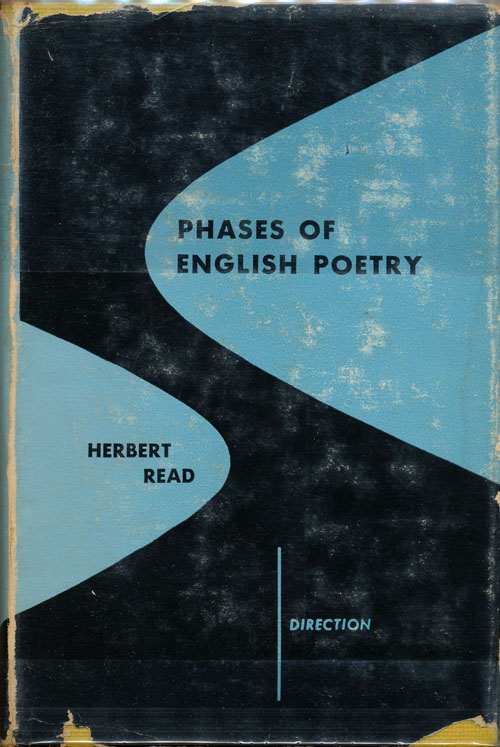 PHASES OF
ENGLISH POETRY
HERBERT
READ
DIRECTION